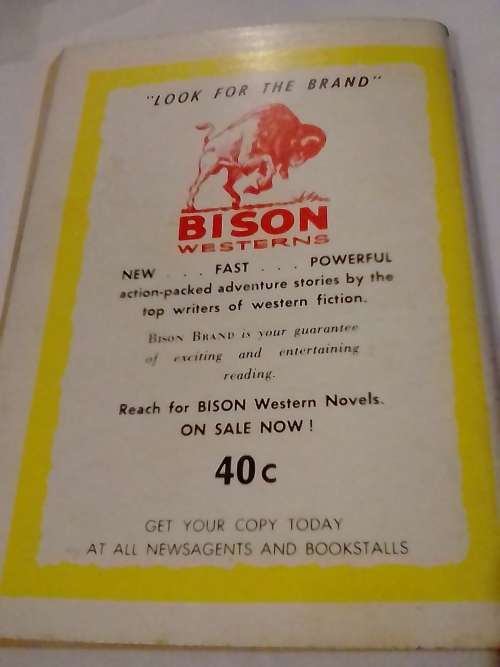 "LOOK FOR THE BRAND"
BISON
WESTERNS
NEW . . . FAST . . . POWERFUL
action-packed adventure stories by the
top writers of western fiction.
BISON BRAND is your guarantee
of exciting and entertaining
reading.
Reach for BISON Western Novels.
ON SALE NOW!
40c
GET YOUR COPY TODAY
AT ALL NEWSAGENTS AND BOOKSTALLS